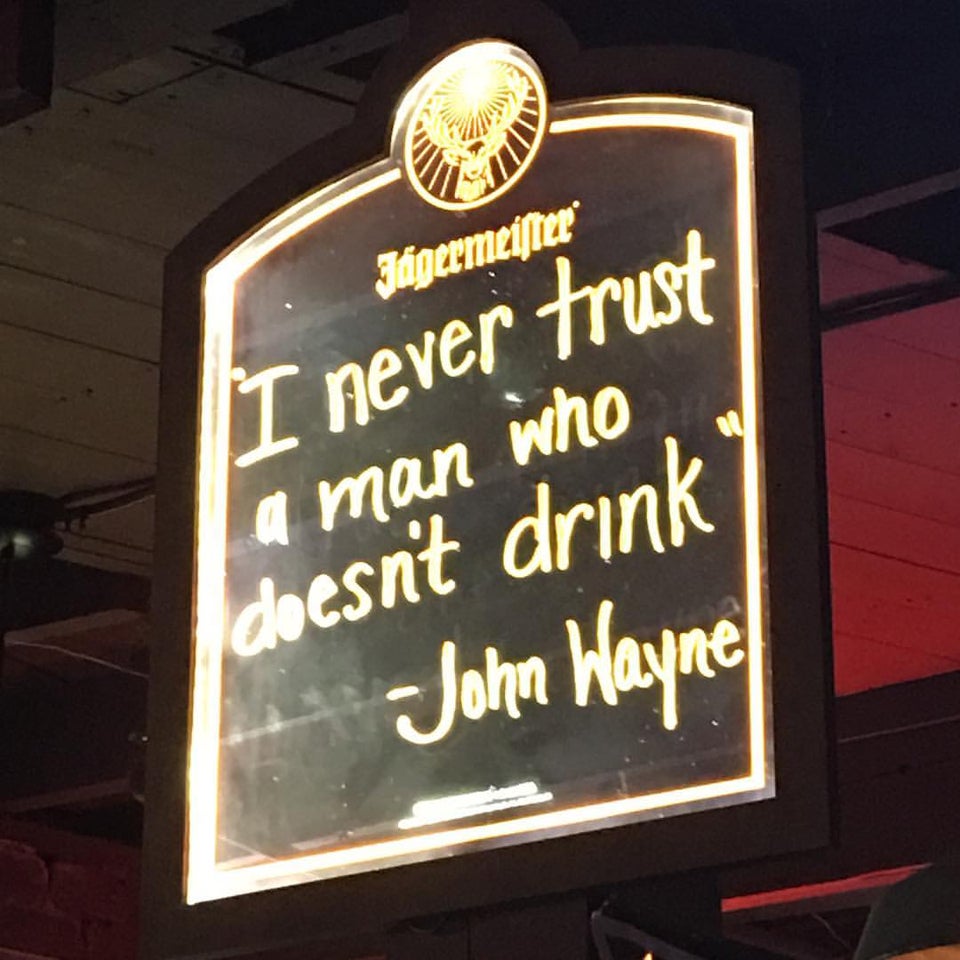 Jägermeister
"I never trust
a man who
doesn't drink"
-John Wayne